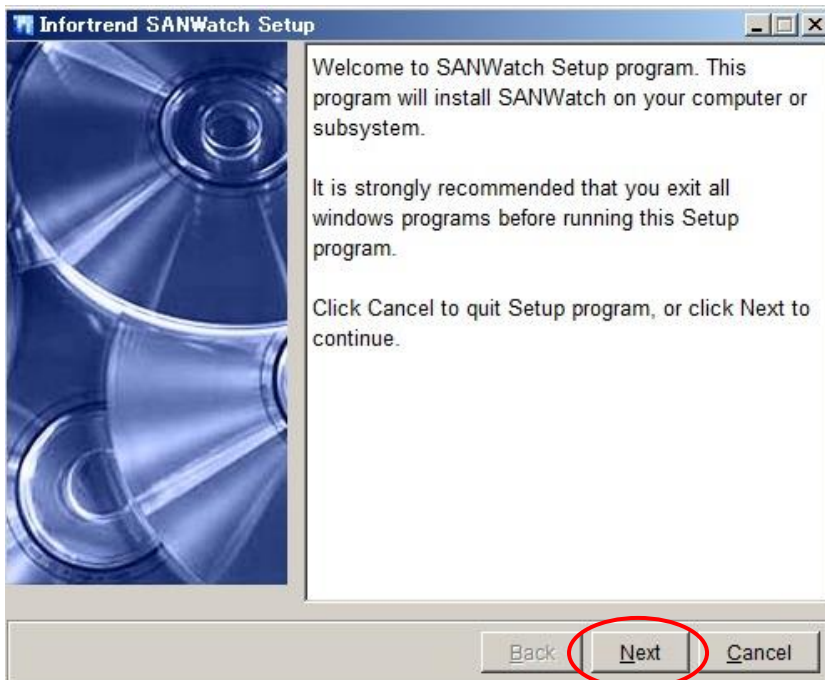 Infortrend SANWatch Setup
Welcome to SANWatch Setup program. This
program will install SANWatch on your computer or
subsystem.
It is strongly recommended that you exit all
windows programs before running this Setup
program.
Click Cancel to quit Setup program, or click Next to
continue.
Back Next Cancel